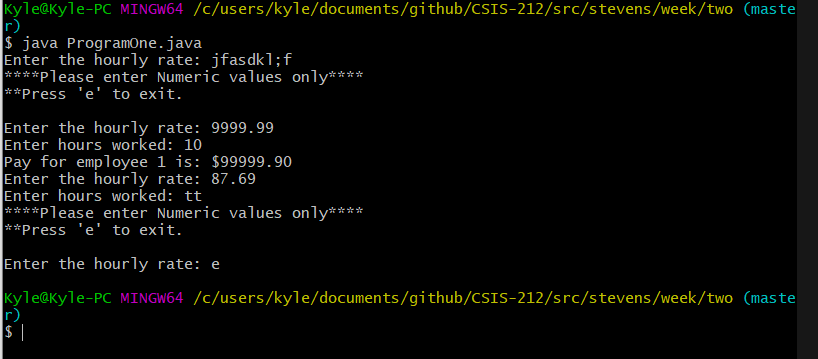 Kyle@Kyle-PC MINGW64 /c/users/kyle/documents/github/CSIS-212/src/stevens/week/two (maste
r)
$ java ProgramOne.java
Enter the hourly rate: jfasdkl;f
****Please enter Numeric values only****
**Press 'e' to exit.

Enter the hourly rate: 9999.99
Enter hours worked: 10
Pay for employee 1 is: $99999.90
Enter the hourly rate: 87.69
Enter hours worked: tt
****Please enter Numeric values only****
**Press 'e' to exit.

Enter the hourly rate: e

Kyle@Kyle-PC MINGW64 /c/users/kyle/documents/github/CSIS-212/src/stevens/week/two (maste
r)
$